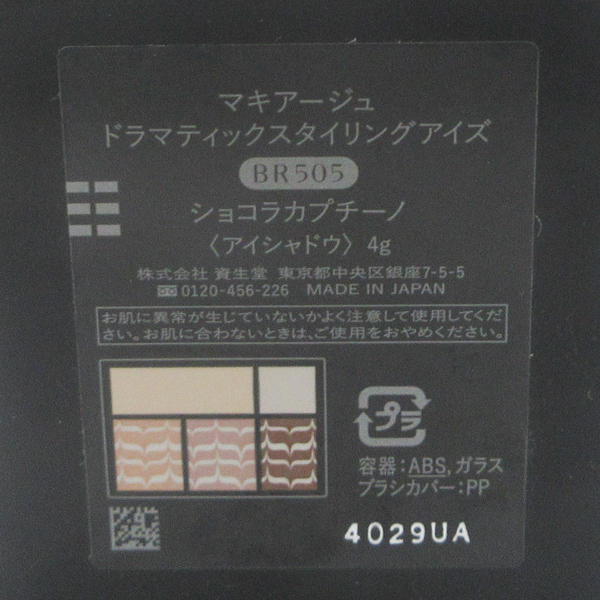 マキアージュ
ドラマティックスタイリングアイズ
BR505
ショコラカプチーノ
〈アイシャドウ〉 4g
株式会社 資生堂 東京都中央区銀座7-5-5
0120-456-226 MADE IN JAPAN
お肌に異常が生じていないかよく注意して使用してくだ
さい。お肌に合わないときは、ご使用をおやめください。
プラ
容器:ABS,ガラス
ブラシカバー:PP
4029UA